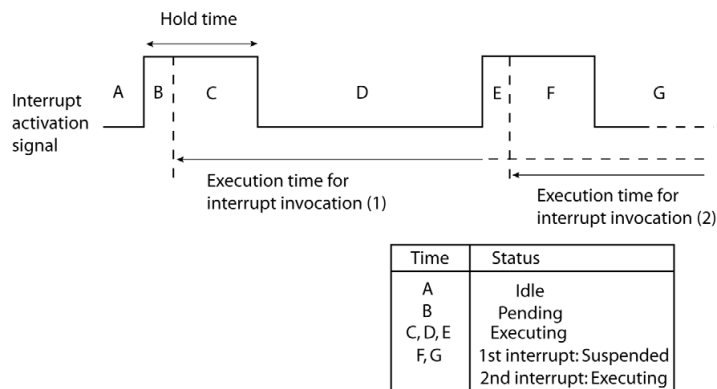 Hold time
A B C D E F G
Interrupt
activation
signal
Execution time for
interrupt invocation (1)
Execution time for
interrupt invocation (2)
Time Status
A Idle
B Pending
C, D, E Executing
F, G 1st interrupt: Suspended
2nd interrupt: Executing